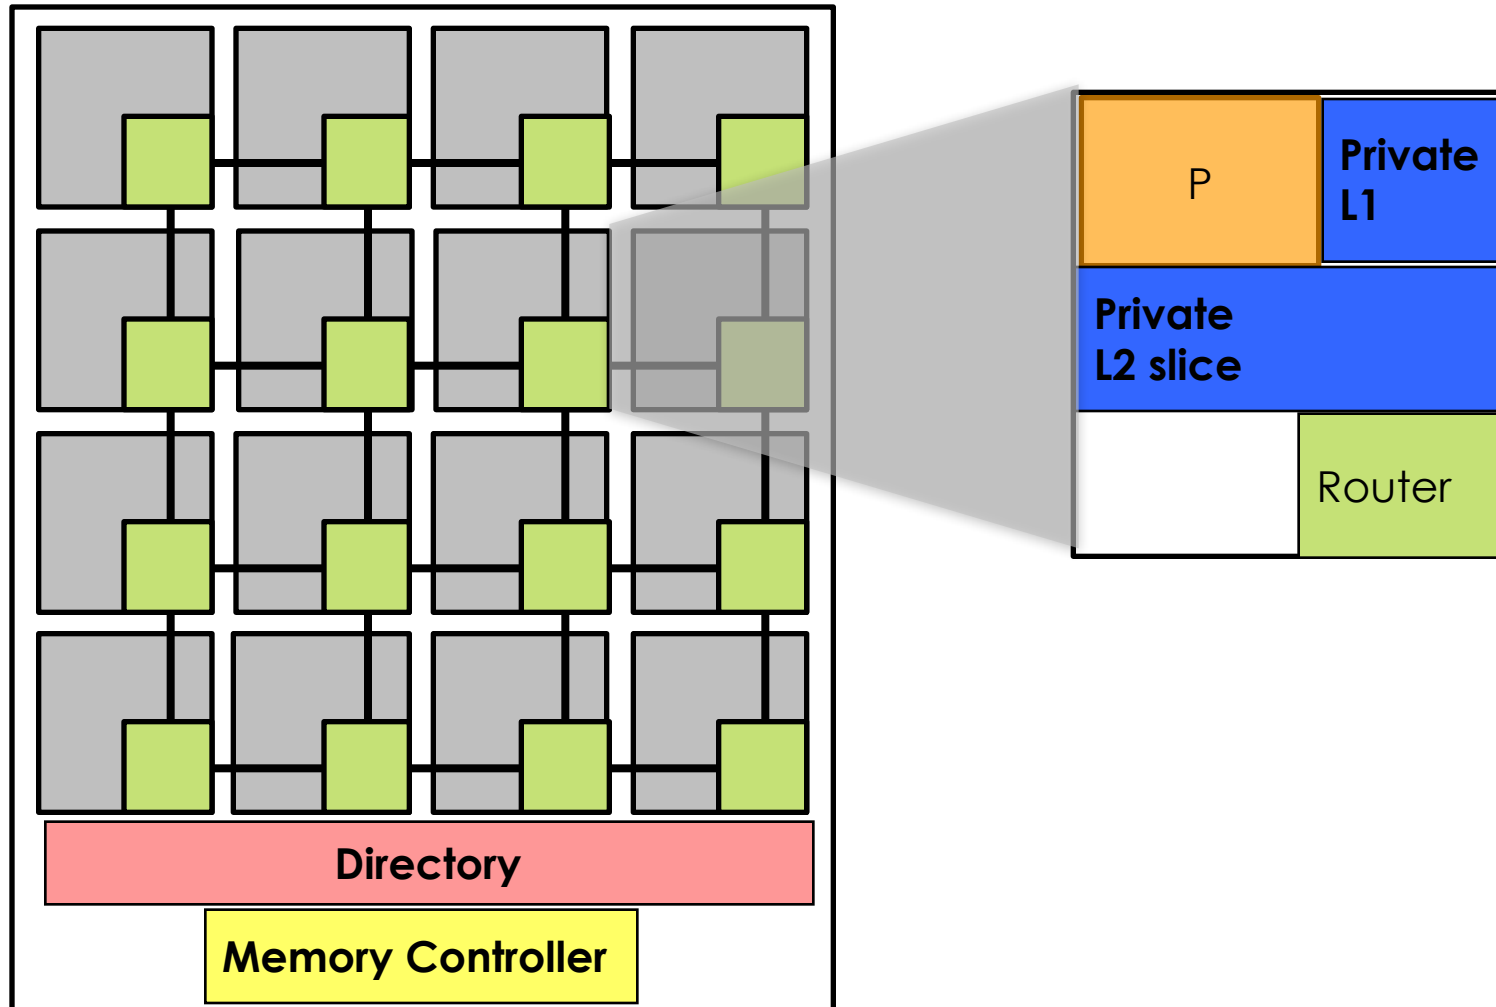 P
Private
L1
Private
L2 slice
Router
Directory
Memory Controller